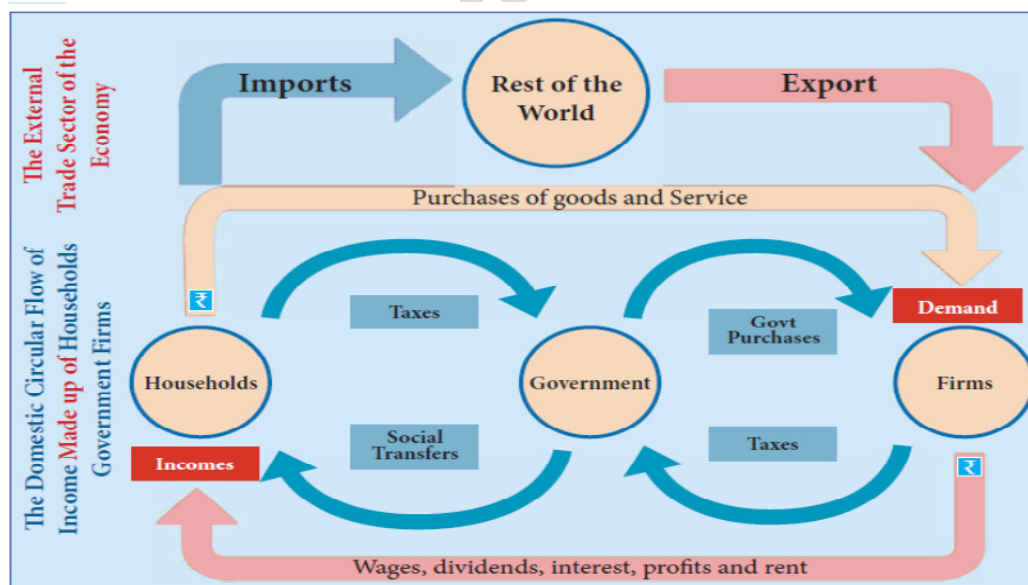 The External
Trade Sector of the
Economy
Imports
Rest of the
World
Export
Purchases of goods and Service
The Domestic Circular Flow of
Income Made up of Households
Government Firms
₹
Taxes
Govt
Purchases
Demand
Households
Government
Firms
Incomes
Social
Transfers
Taxes
₹
Wages, dividends, interest, profits and rent